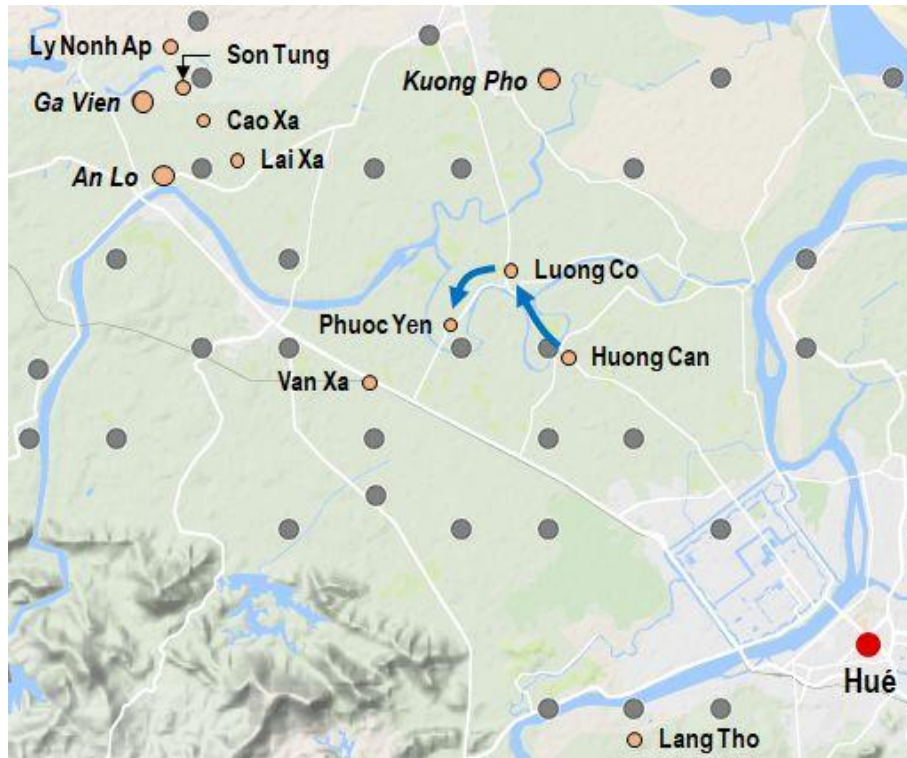 Ly Nonh Ap
Son Tung
Kuong Pho
Ga Vien
Cao Xa
Lai Xa
An Lo
Luong Co
Phuoc Yen
Huong Can
Van Xa
Hué
Lang Tho